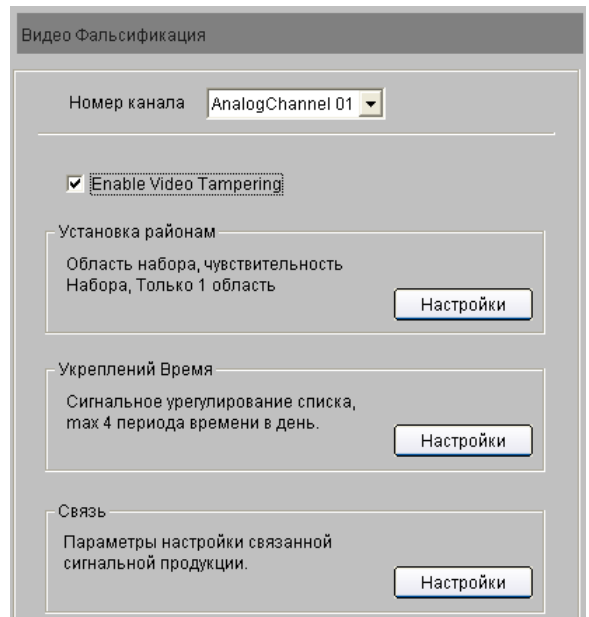 Видео Фальсификация
Номер канала AnalogChannel 01
Enable Video Tampering
Установка районам
Область набора, чувствительность
Набора, Только 1 область
Настройки
Укреплений Время
Сигнальное урегулирование списка,
max 4 периода времени в день.
Настройки
Связь
Параметры настройки связанной
сигнальной продукции.
Настройки